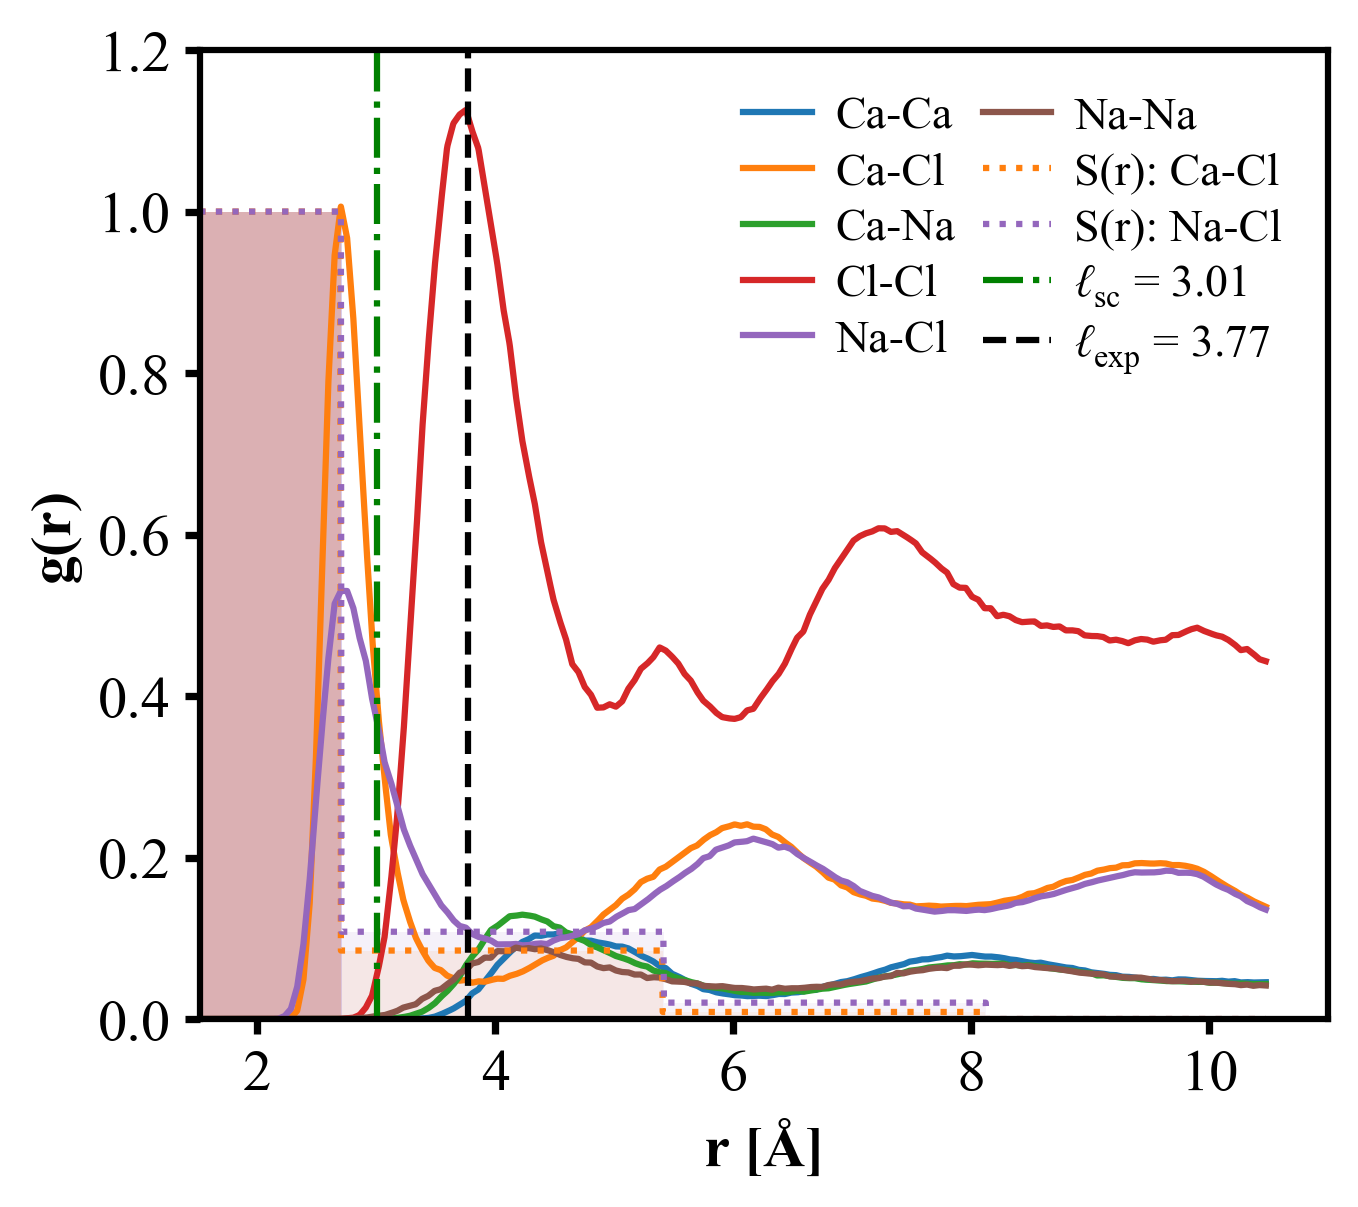 1.2
1.0
0.8
0.6
0.4
0.2
0.0
g(r)
2 4 6 8 10
r [Å]
Ca-Ca
Ca-Cl
Ca-Na
Cl-Cl
Na-Cl
Na-Na
S(r): Ca-Cl
S(r): Na-Cl
ℓsc = 3.01
ℓexp = 3.77